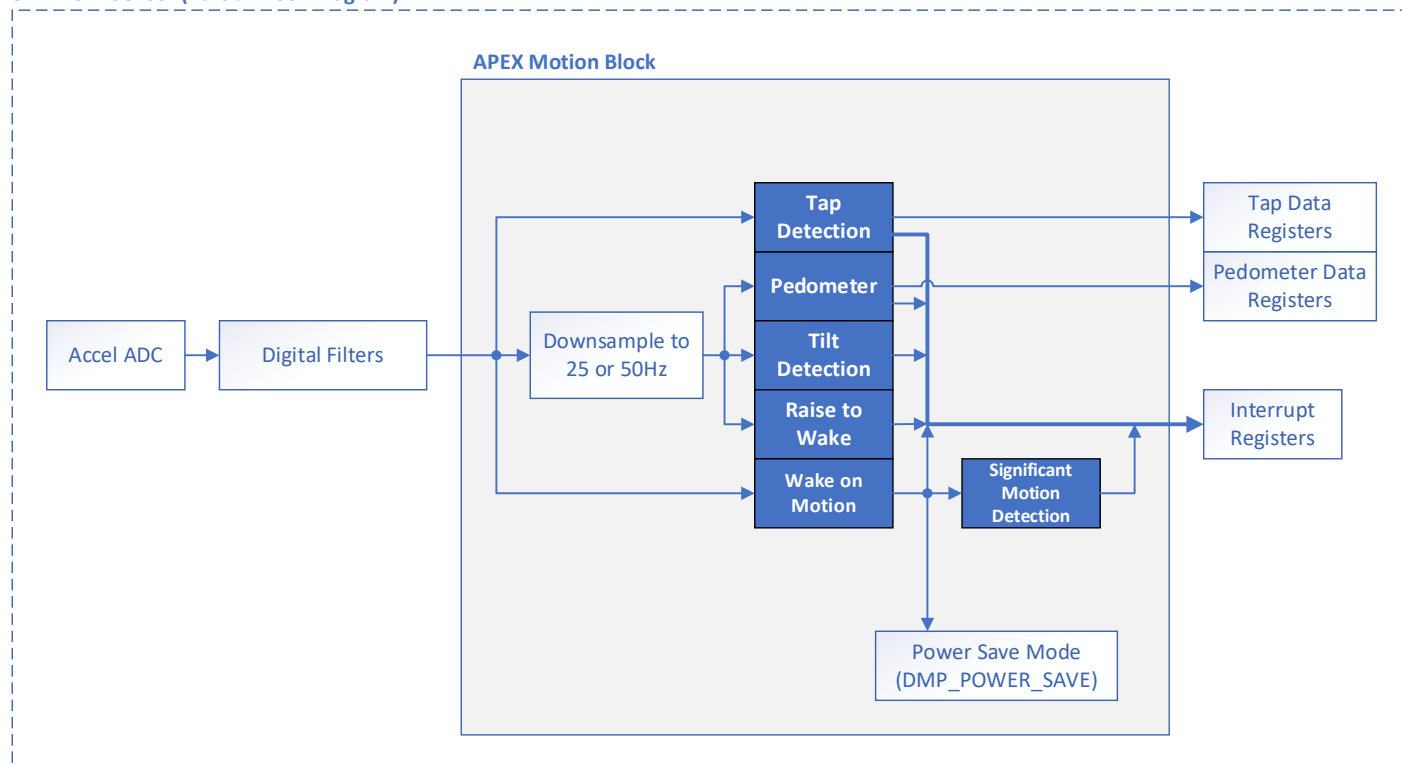 APEX Motion Block
Tap
Detection
Tap Data
Registers
Pedometer
Pedometer Data
Registers
Accel ADC
Digital Filters
Downsample to
25 or 50Hz
Tilt
Detection
Raise to
Wake
Interrupt
Registers
Wake on
Motion
Significant
Motion
Detection
Power Save Mode
(DMP_POWER_SAVE)